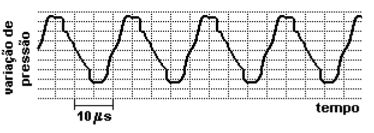 variação de
pressão
10 μs
tempo